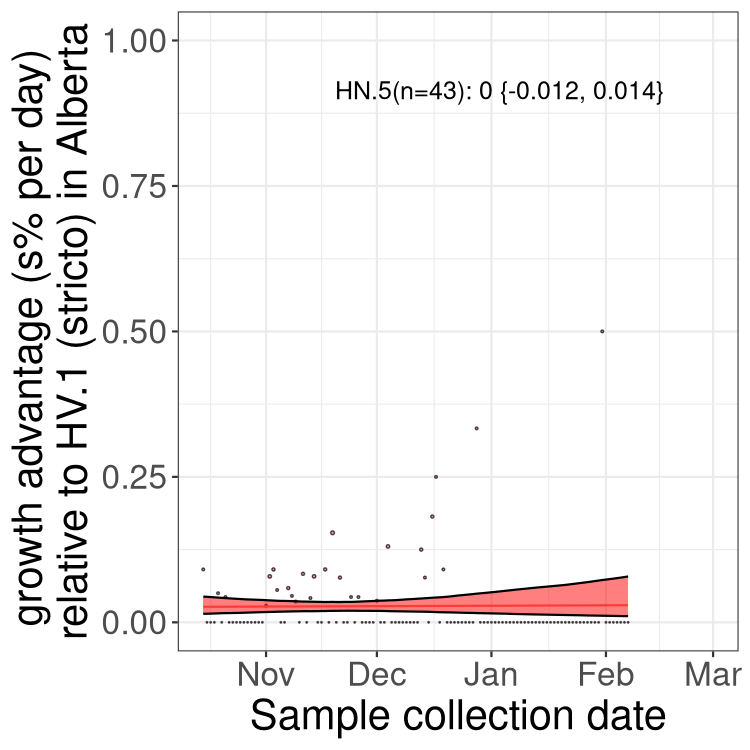 growth advantage (s% per day)
relative to HV.1 (stricto) in Alberta
1.00
0.75
0.50
0.25
0.00
HN.5(n=43): 0 {-0.012, 0.014}
Nov Dec Jan Feb Mar
Sample collection date